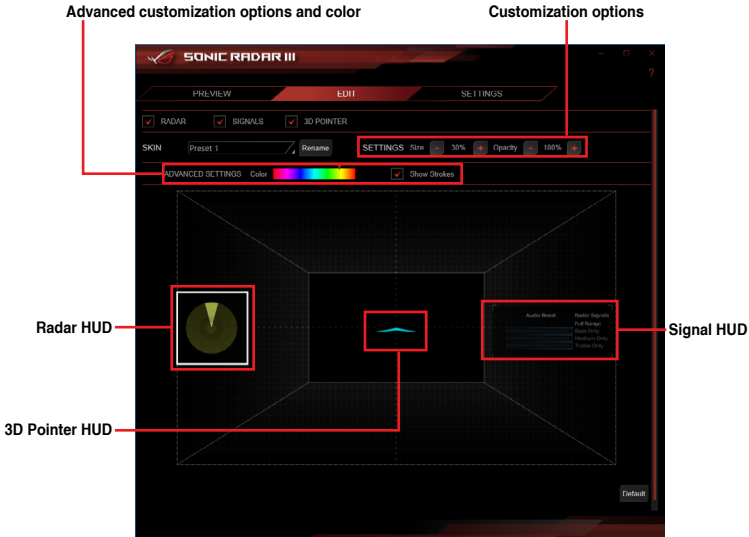 Advanced customization options and color
Customization options
SONIC RADAR III
?
PREVIEW
EDIT
SETTINGS
RADAR
SIGNALS
3D POINTER
SKIN
Preset 1
Rename
SETTINGS Size - 30% + Opacity - 100% +
ADVANCED SETTINGS Color
Show Strokes
Radar HUD
Audio Boost
Radar Signals
Full Range
Bass Only
Medium Only
Treble Only
Signal HUD
3D Pointer HUD
Default